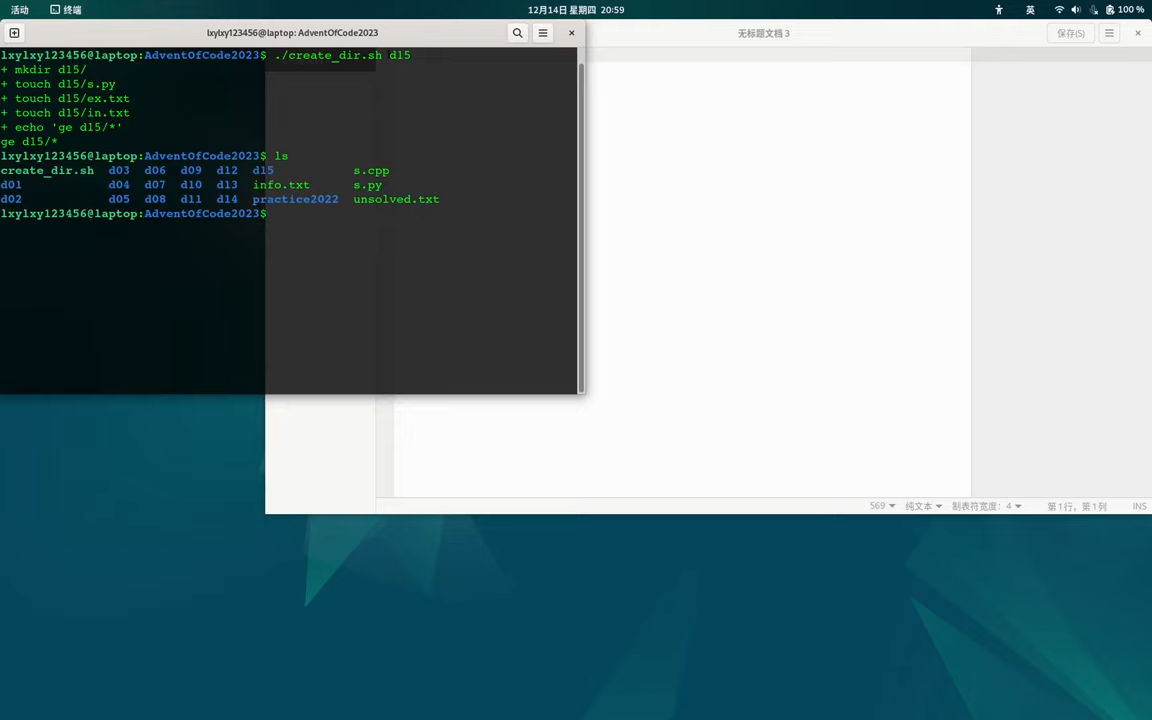 活动 终端 12月14日 星期四 20:59 英 100 %
lxylxy123456@laptop: AdventOfCode2023
无标题文档 3 保存(S)
lxylxy123456@laptop:AdventOfCode2023$ ./create_dir.sh d15
+ mkdir d15/
+ touch d15/s.py
+ touch d15/ex.txt
+ touch d15/in.txt
+ echo 'ge d15/*'
ge d15/*
lxylxy123456@laptop:AdventOfCode2023$ ls
create_dir.sh d03 d06 d09 d12 d15 s.cpp
d01 d04 d07 d10 d13 info.txt s.py
d02 d05 d08 d11 d14 practice2022 unsolved.txt
lxylxy123456@laptop:AdventOfCode2023$
569 纯文本 制表符宽度：4 第1行，第1列 INS